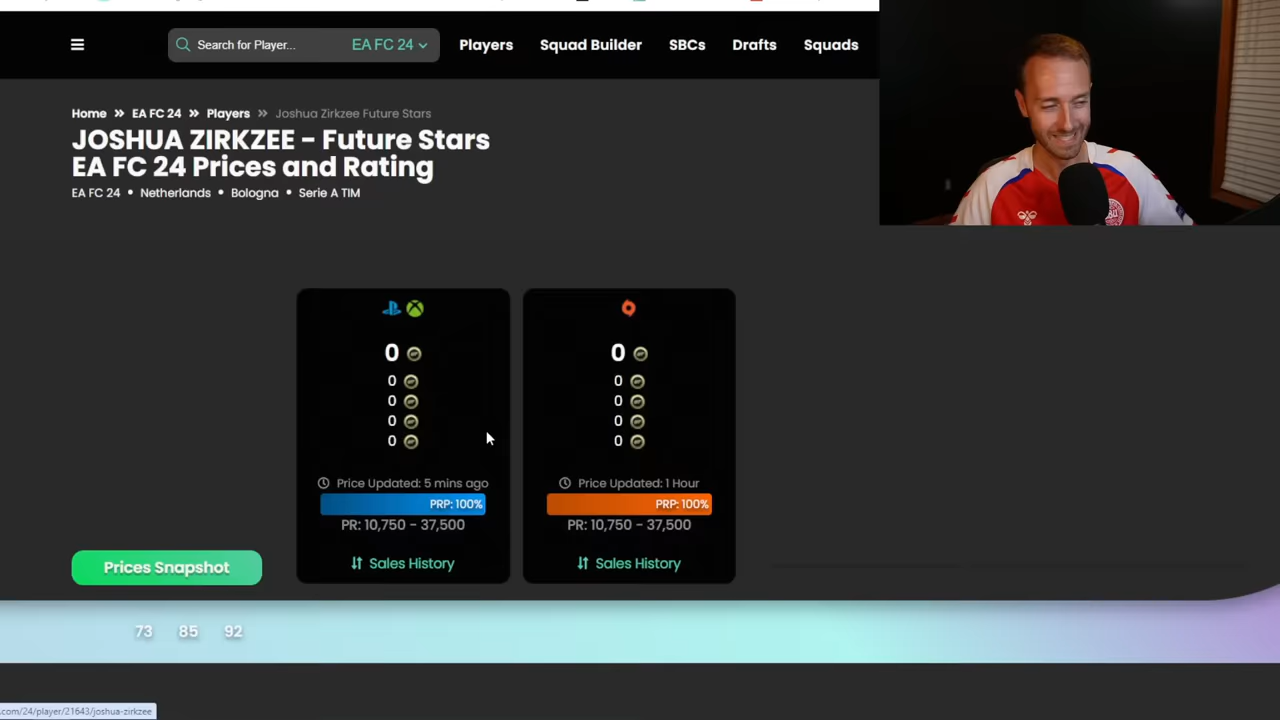 Search for Player...
EA FC 24
Players
Squad Builder
SBCs
Drafts
Squads
Home » EA FC 24 » Players » Joshua Zirkzee Future Stars
JOSHUA ZIRKZEE - Future Stars
EA FC 24 Prices and Rating
EA FC 24 • Netherlands • Bologna • Serie A TIM
0
0
0
0
0
Price Updated: 5 mins ago
PRP: 100%
PR: 10,750 - 37,500
Sales History
0
0
0
0
0
Price Updated: 1 Hour
PRP: 100%
PR: 10,750 - 37,500
Sales History
Prices Snapshot
73 85 92
.com/24/player/21643/joshua-zirkzee